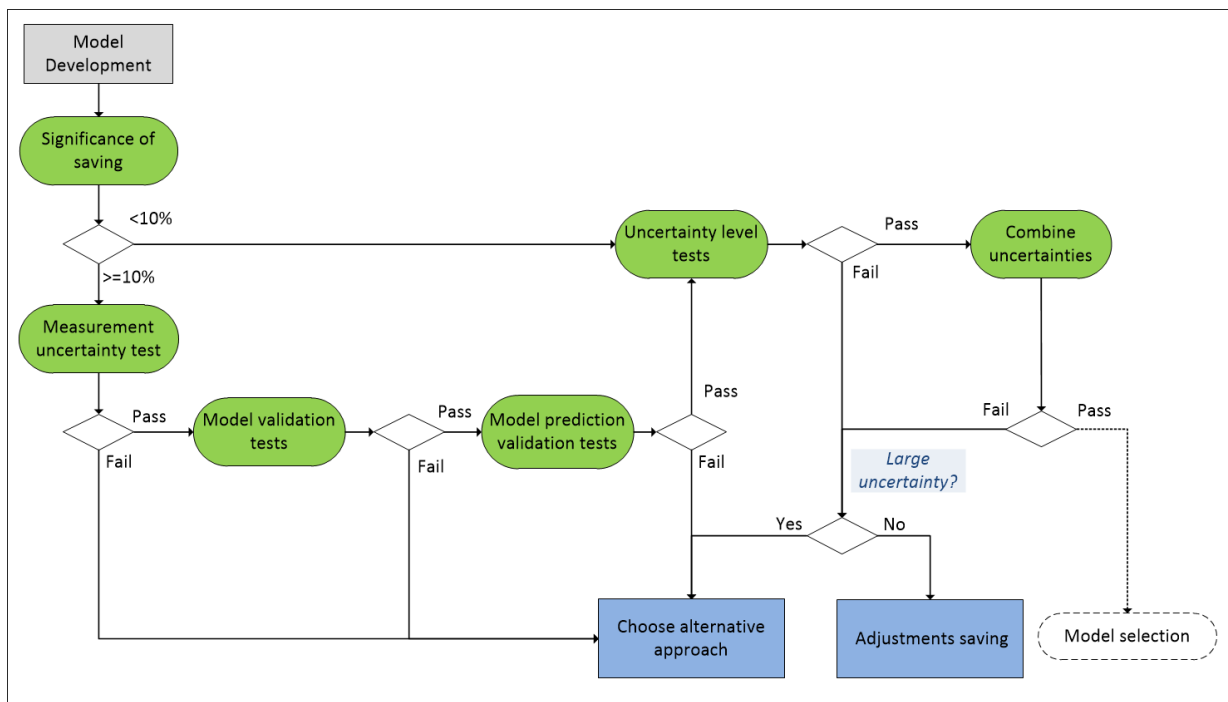 Model
Development
Significance of
saving
<10%
>=10%
Uncertainty level
tests
Pass
Fail
Combine
uncertainties
Measurement
uncertainty test
Pass
Fail
Model validation
tests
Pass
Fail
Model prediction
validation tests
Pass
Fail
Fail
Pass
Large
uncertainty?
Yes
No
Choose alternative
approach
Adjustments saving
Model selection